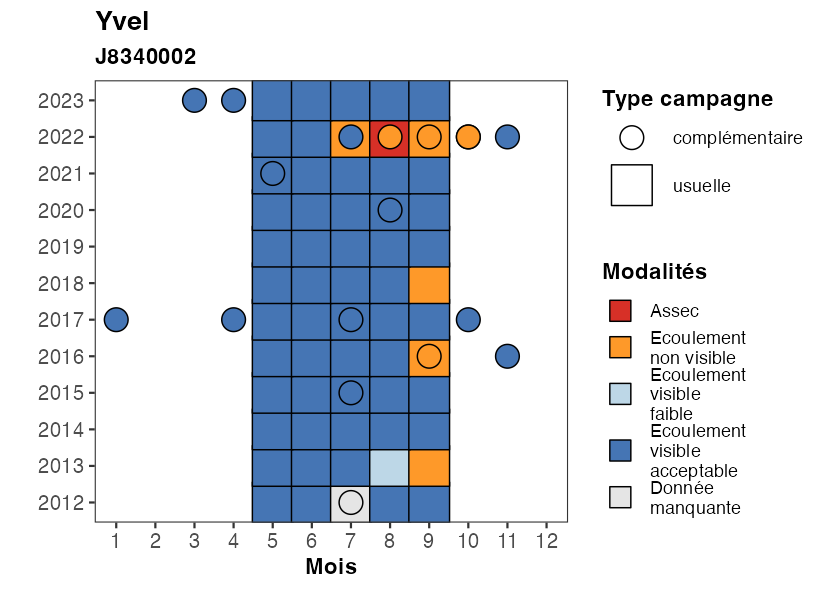 Yvel
J8340002
2023
2022
2021
2020
2019
2018
2017
2016
2015
2014
2013
2012
1 2 3 4 5 6 7 8 9 10 11 12
Mois
Type campagne
complémentaire
usuelle
Modalités
Assec
Ecoulement
non visible
Ecoulement
visible
faible
Ecoulement
visible
acceptable
Donnée
manquante